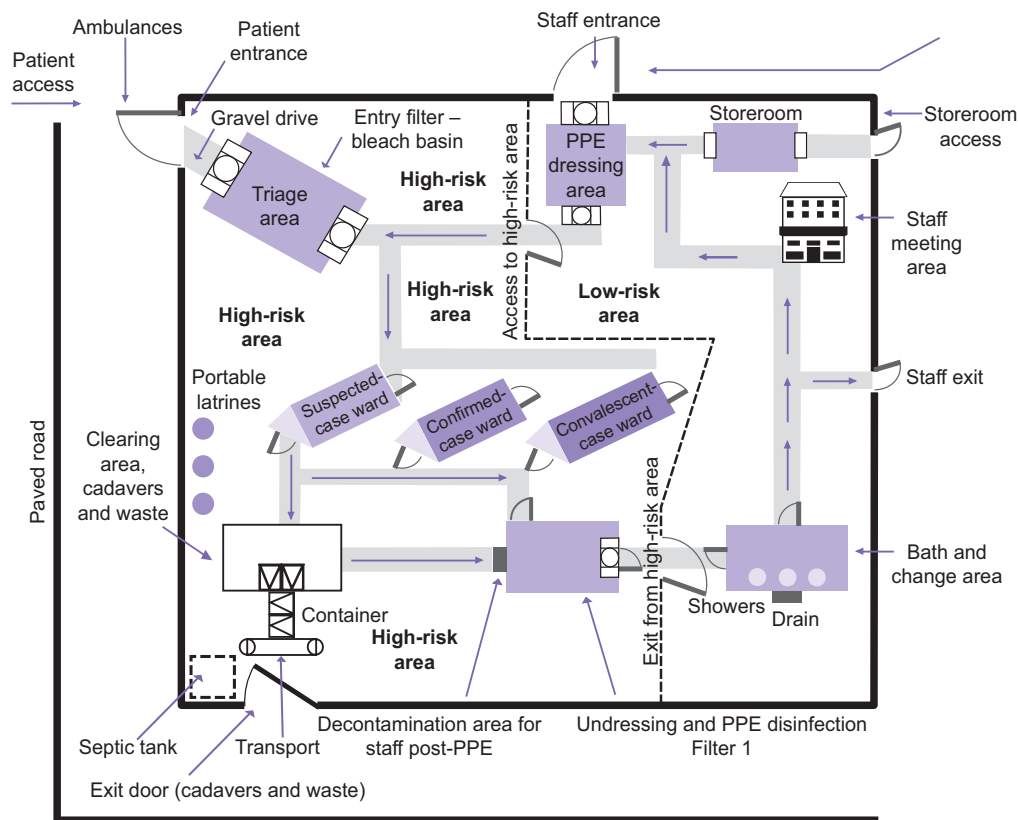 Ambulances
Patient
entrance
Staff entrance
Patient
access
Gravel drive
Entry filter –
bleach basin
Storeroom
Storeroom
access
PPE
dressing
area
High-risk
area
Triage
area
Access to high-risk area
Staff
meeting
area
High-risk
area
Low-risk
area
High-risk
area
Staff exit
Portable
latrines
Suspected-
case ward
Confirmed-
case ward
Convalescent-
case ward
Clearing
area,
cadavers
and waste
Paved road
Exit from high-risk area
Bath and
change area
Showers
Drain
Container
High-risk
area
Septic tank
Transport
Decontamination area for
staff post-PPE
Undressing and PPE disinfection
Filter 1
Exit door (cadavers and waste)